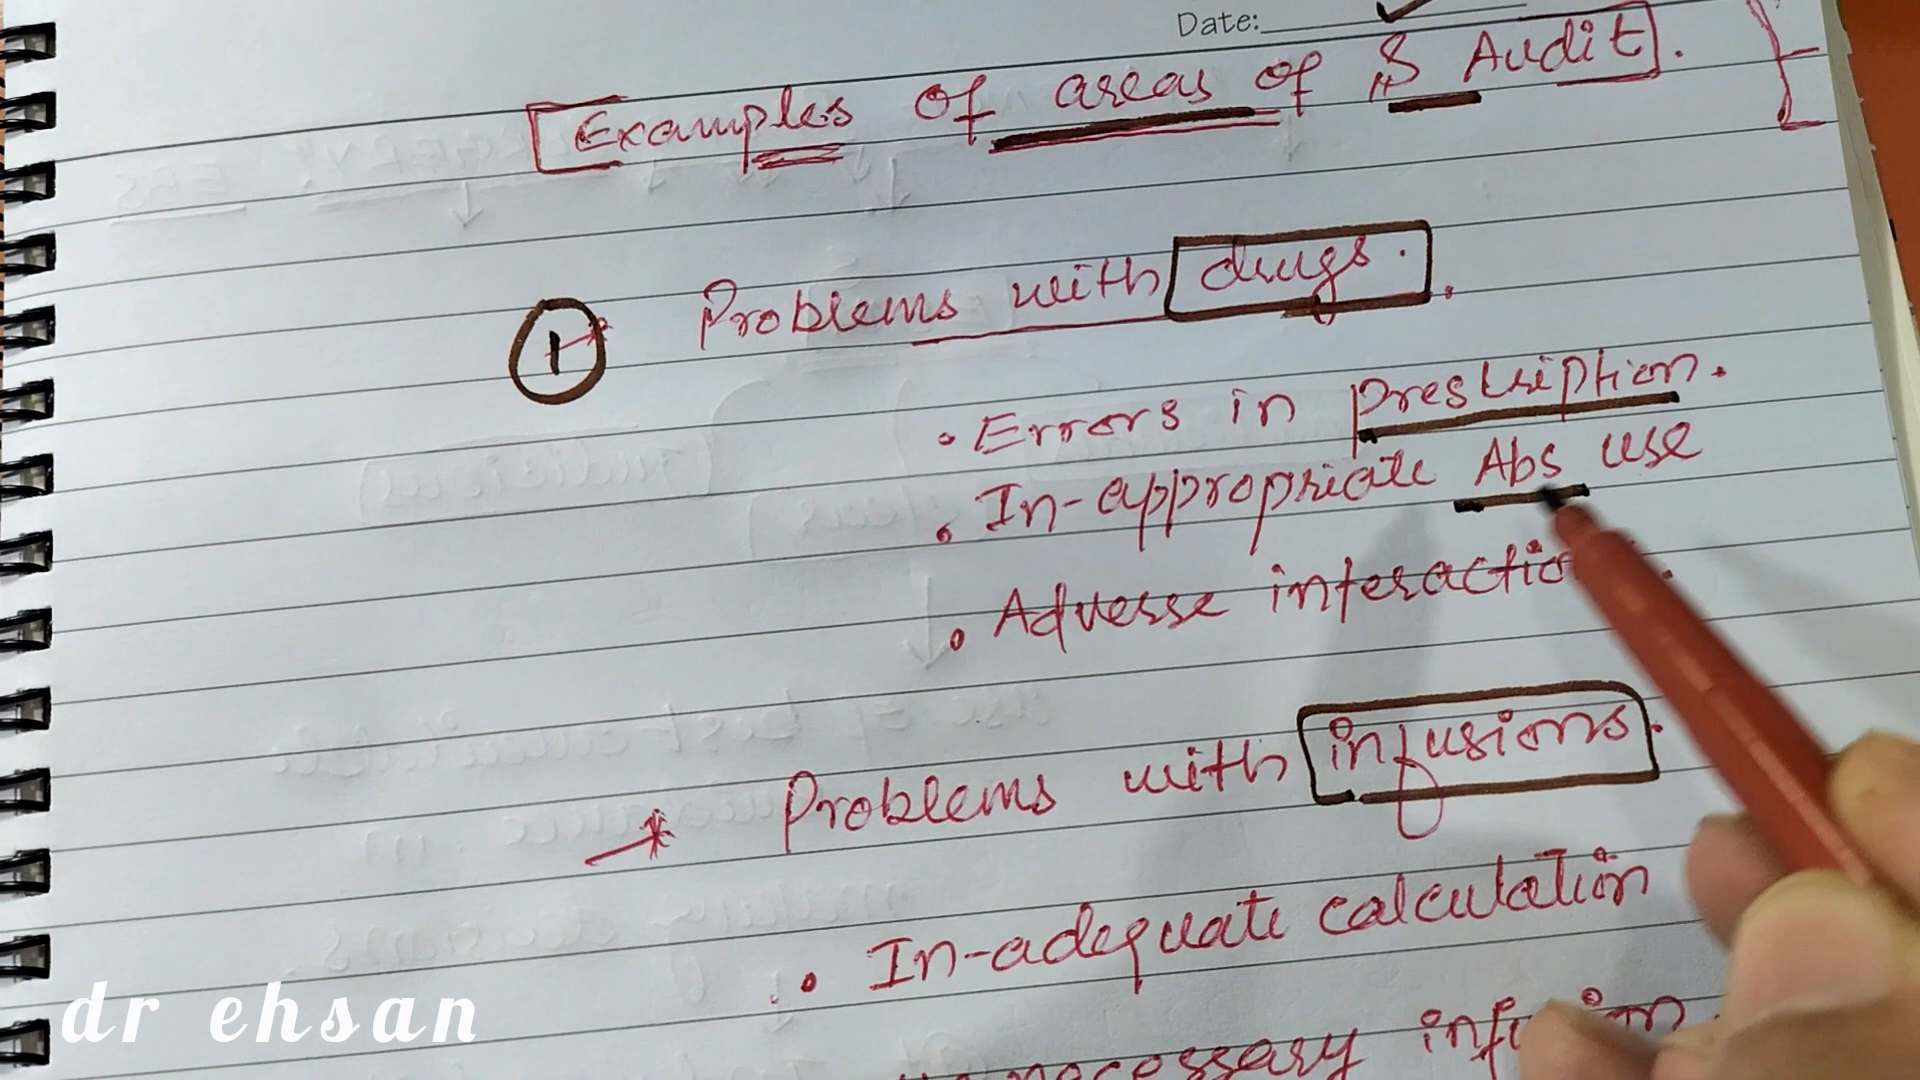 Date:
Examples of areas of S Audit.
1 Problems with drugs.
• Errors in prescription.
• In-appropriate Abs use
• Adverse interaction
Problems with infusions.
• In-adequate calculation
dr ehsan